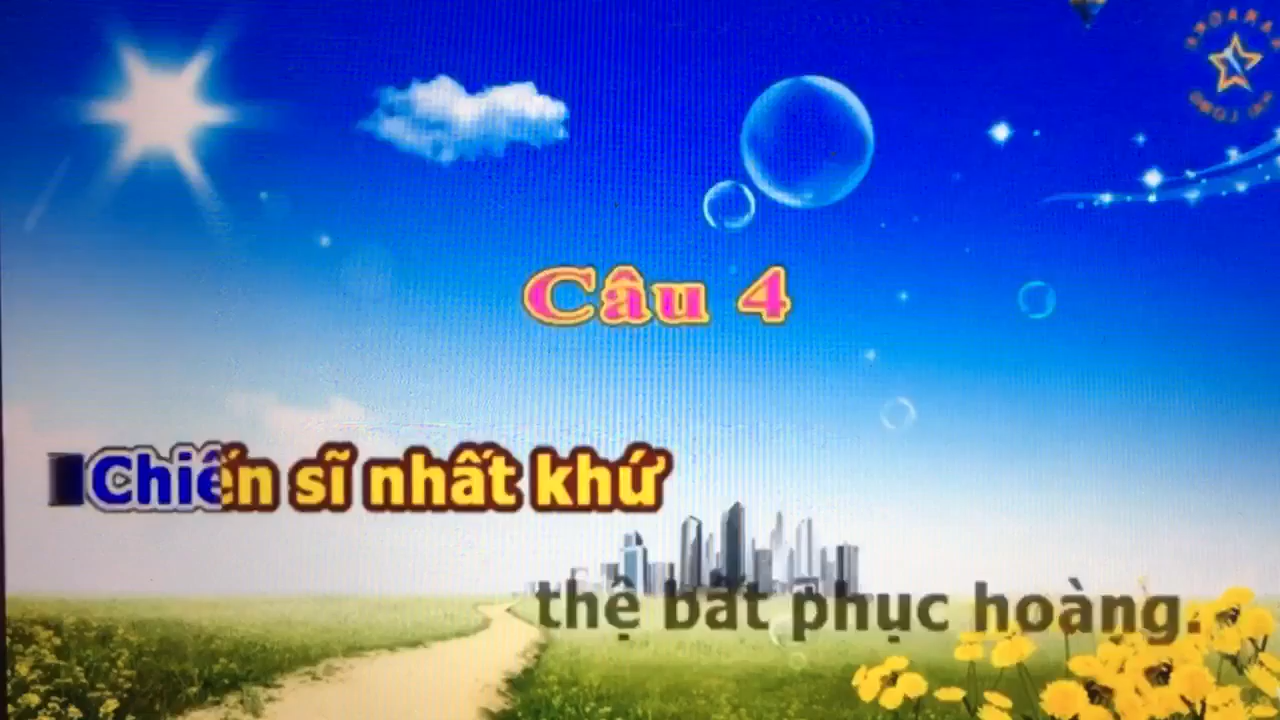 Câu 4
Chiến sĩ nhất khứ
thệ bất phục hoàng.